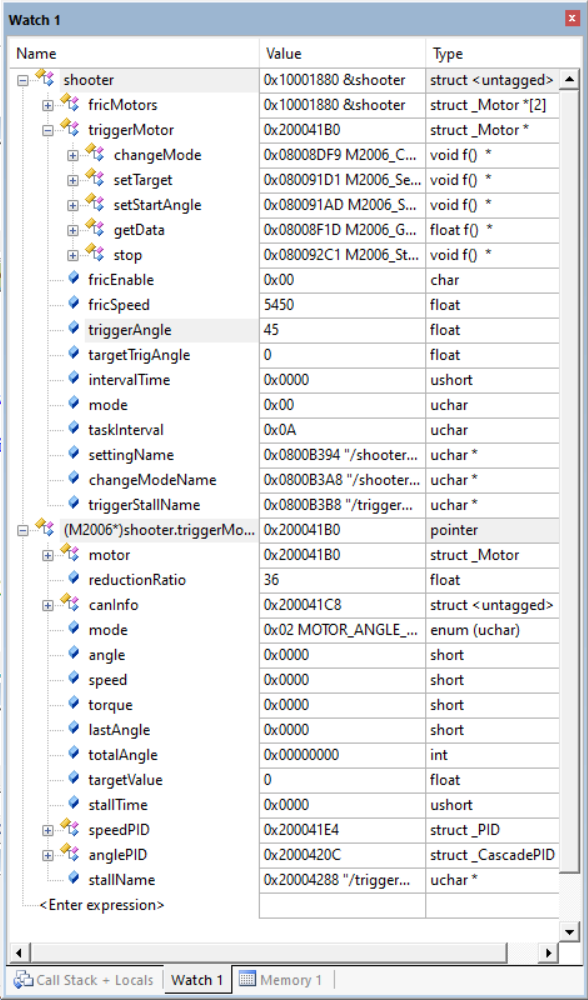 Watch 1
Name Value Type
shooter 0x10001880 &shooter struct <untagged>
fricMotors 0x10001880 &shooter struct _Motor *[2]
triggerMotor 0x200041B0 struct _Motor *
changeMode 0x08008DF9 M2006_C... void f() *
setTarget 0x080091D1 M2006_Se... void f() *
setStartAngle 0x080091AD M2006_S... void f() *
getData 0x08008F1D M2006_G... float f() *
stop 0x080092C1 M2006_St... void f() *
fricEnable 0x00 char
fricSpeed 5450 float
triggerAngle 45 float
targetTrigAngle 0 float
intervalTime 0x0000 ushort
mode 0x00 uchar
taskInterval 0x0A uchar
settingName 0x0800B394 "/shooter... uchar *
changeModeName 0x0800B3A8 "/shooter... uchar *
triggerStallName 0x0800B3B8 "/trigger... uchar *
(M2006*)shooter.triggerMo... 0x200041B0 pointer
motor 0x200041B0 struct _Motor
reductionRatio 36 float
canInfo 0x200041C8 struct <untagged>
mode 0x02 MOTOR_ANGLE_... enum (uchar)
angle 0x0000 short
speed 0x0000 short
torque 0x0000 short
lastAngle 0x0000 short
totalAngle 0x00000000 int
targetValue 0 float
stallTime 0x0000 ushort
speedPID 0x200041E4 struct _PID
anglePID 0x2000420C struct _CascadePID
stallName 0x20004288 "/trigger... uchar *
<Enter expression>
Call Stack + Locals Watch 1 Memory 1